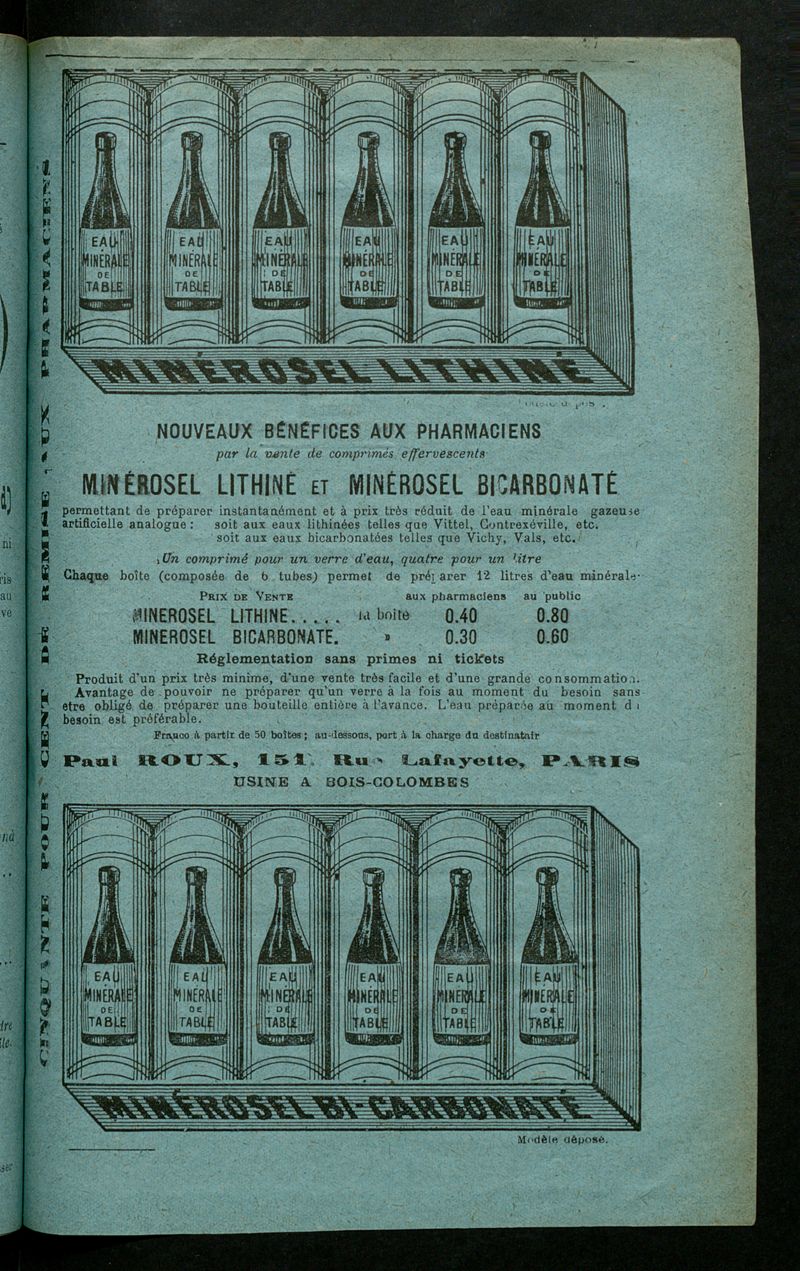 EAU EAU EAU EAU EAU EAU
MINÉRALE MINÉRALE MINÉRALE MINÉRALE MINÉRALE MINÉRALE
DE DE DE DE DE DE
TABLE TABLE TABLE TABLE TABLE TABLE
MINÉROSEL LITHINÉ
NOUVEAUX BÉNÉFICES AUX PHARMACIENS
par la vente de comprimés effervescents
MINÉROSEL LITHINÉ ET MINÉROSEL BICARBONATÉ
permettant de préparer instantanément et à prix très réduit de l'eau minérale gazeuse
artificielle analogue : soit aux eaux lithinées telles que Vittel, Contrexéville, etc.
soit aux eaux bicarbonatées telles que Vichy, Vals, etc.
Un comprimé pour un verre d'eau, quatre pour un litre
Chaque boîte (composée de 6 tubes) permet de préparer 12 litres d'eau minérale
PRIX DE VENTE aux pharmaciens au public
MINEROSEL LITHINE..... la boîte 0.40 0.80
MINEROSEL BICARBONATE. » 0.30 0.60
Réglementation sans primes ni tickets
Produit d'un prix très minime, d'une vente très facile et d'une grande consommation.
Avantage de pouvoir ne préparer qu'un verre à la fois au moment du besoin sans
etre obligé de préparer une bouteille entière à l'avance. L'eau préparée au moment du
besoin est préférable.
Franco à partir de 50 boîtes ; au-dessous, port à la charge du destinatair
Paul ROUX, 151, Rue Lafayette, PARIS
USINE A BOIS-COLOMBES
EAU EAU EAU EAU EAU EAU
MINÉRALE MINÉRALE MINÉRALE MINÉRALE MINÉRALE MINÉRALE
DE DE DE DE DE DE
TABLE TABLE TABLE TABLE TABLE TABLE
MINÉROSEL BI-CARBONATÉ
Modèle déposé.
CINQUANTE POUR CENT DE REMISE AUX PHARMACIENS